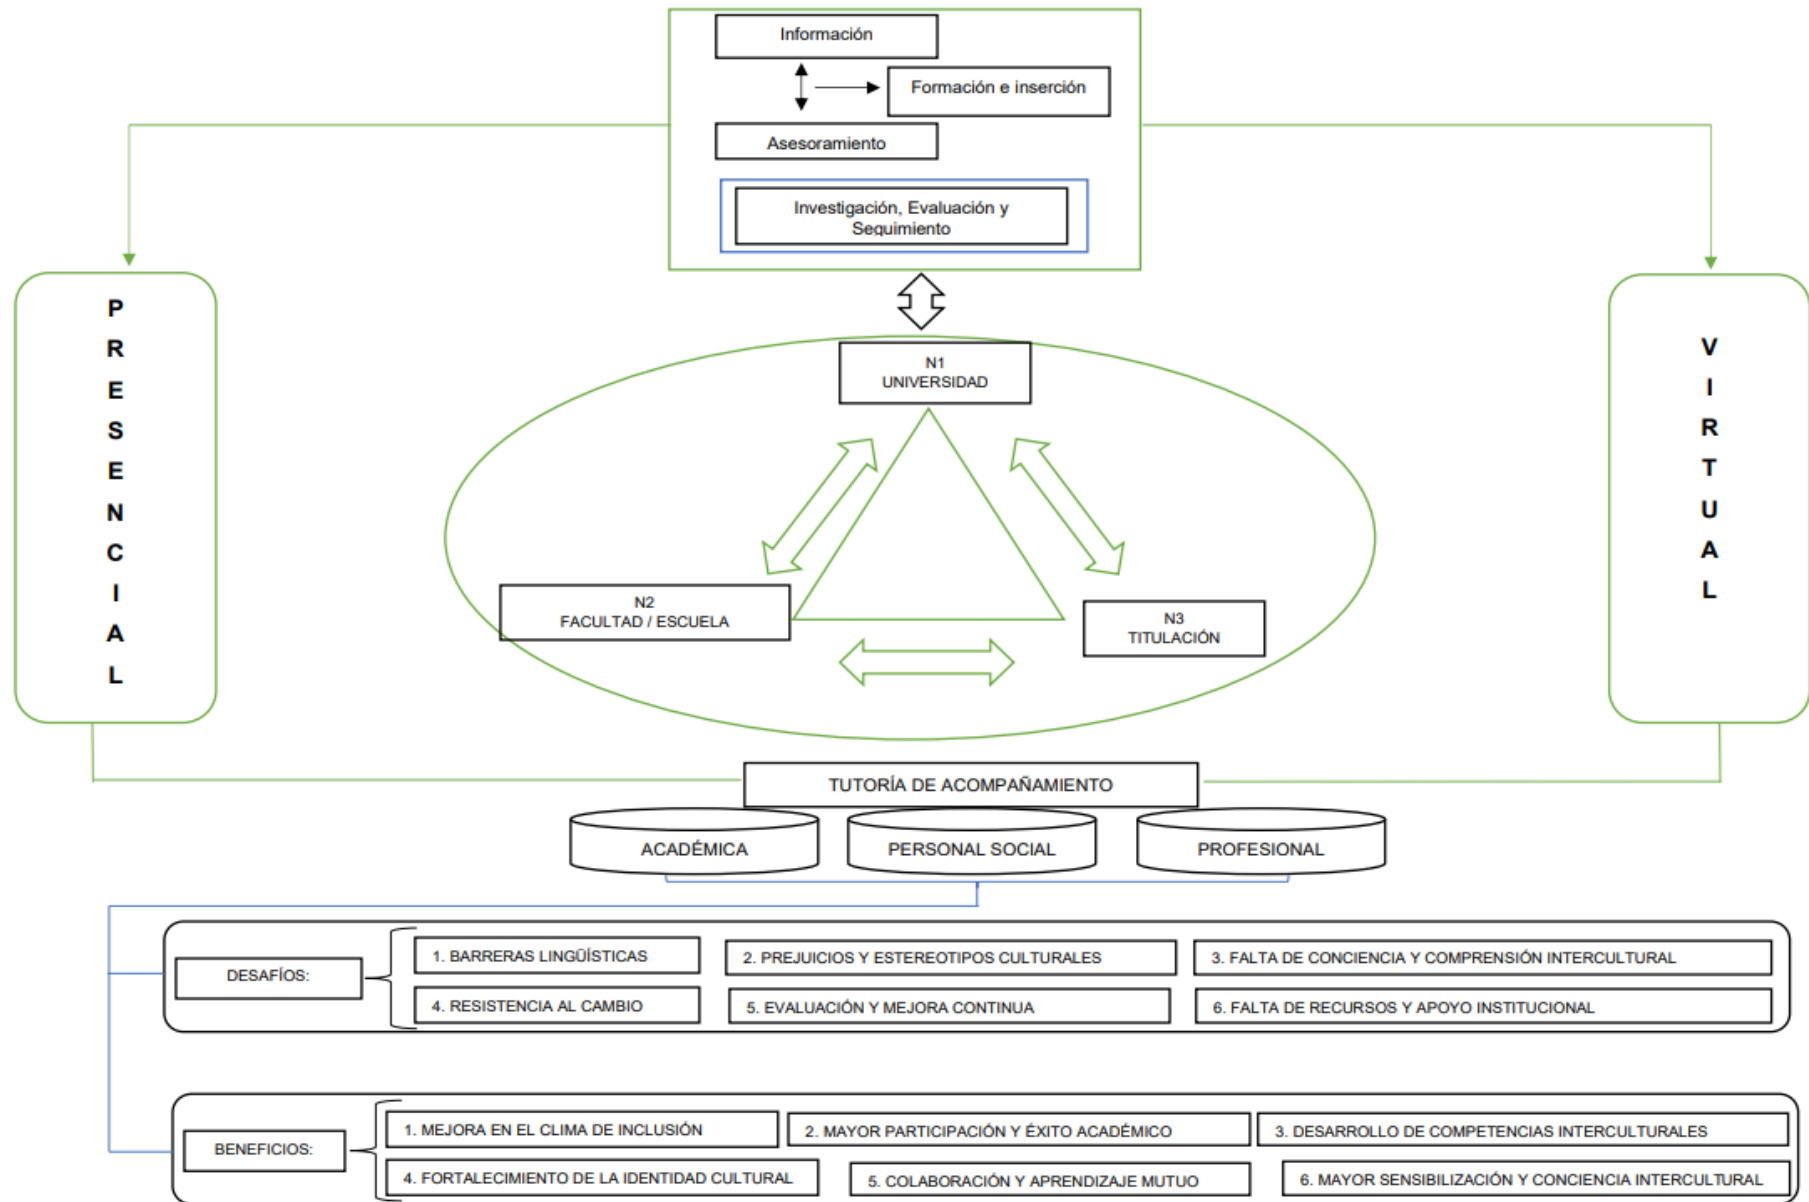 Información
Formación e inserción
Asesoramiento
Investigación, Evaluación y
Seguimiento
PRESENCIAL
VIRTUAL
N1
UNIVERSIDAD
N2
FACULTAD / ESCUELA
N3
TITULACIÓN
TUTORÍA DE ACOMPAÑAMIENTO
ACADÉMICA
PERSONAL SOCIAL
PROFESIONAL
DESAFÍOS:
1. BARRERAS LINGÜÍSTICAS
2. PREJUICIOS Y ESTEREOTIPOS CULTURALES
3. FALTA DE CONCIENCIA Y COMPRENSIÓN INTERCULTURAL
4. RESISTENCIA AL CAMBIO
5. EVALUACIÓN Y MEJORA CONTINUA
6. FALTA DE RECURSOS Y APOYO INSTITUCIONAL
BENEFICIOS:
1. MEJORA EN EL CLIMA DE INCLUSIÓN
2. MAYOR PARTICIPACIÓN Y ÉXITO ACADÉMICO
3. DESARROLLO DE COMPETENCIAS INTERCULTURALES
4. FORTALECIMIENTO DE LA IDENTIDAD CULTURAL
5. COLABORACIÓN Y APRENDIZAJE MUTUO
6. MAYOR SENSIBILIZACIÓN Y CONCIENCIA INTERCULTURAL